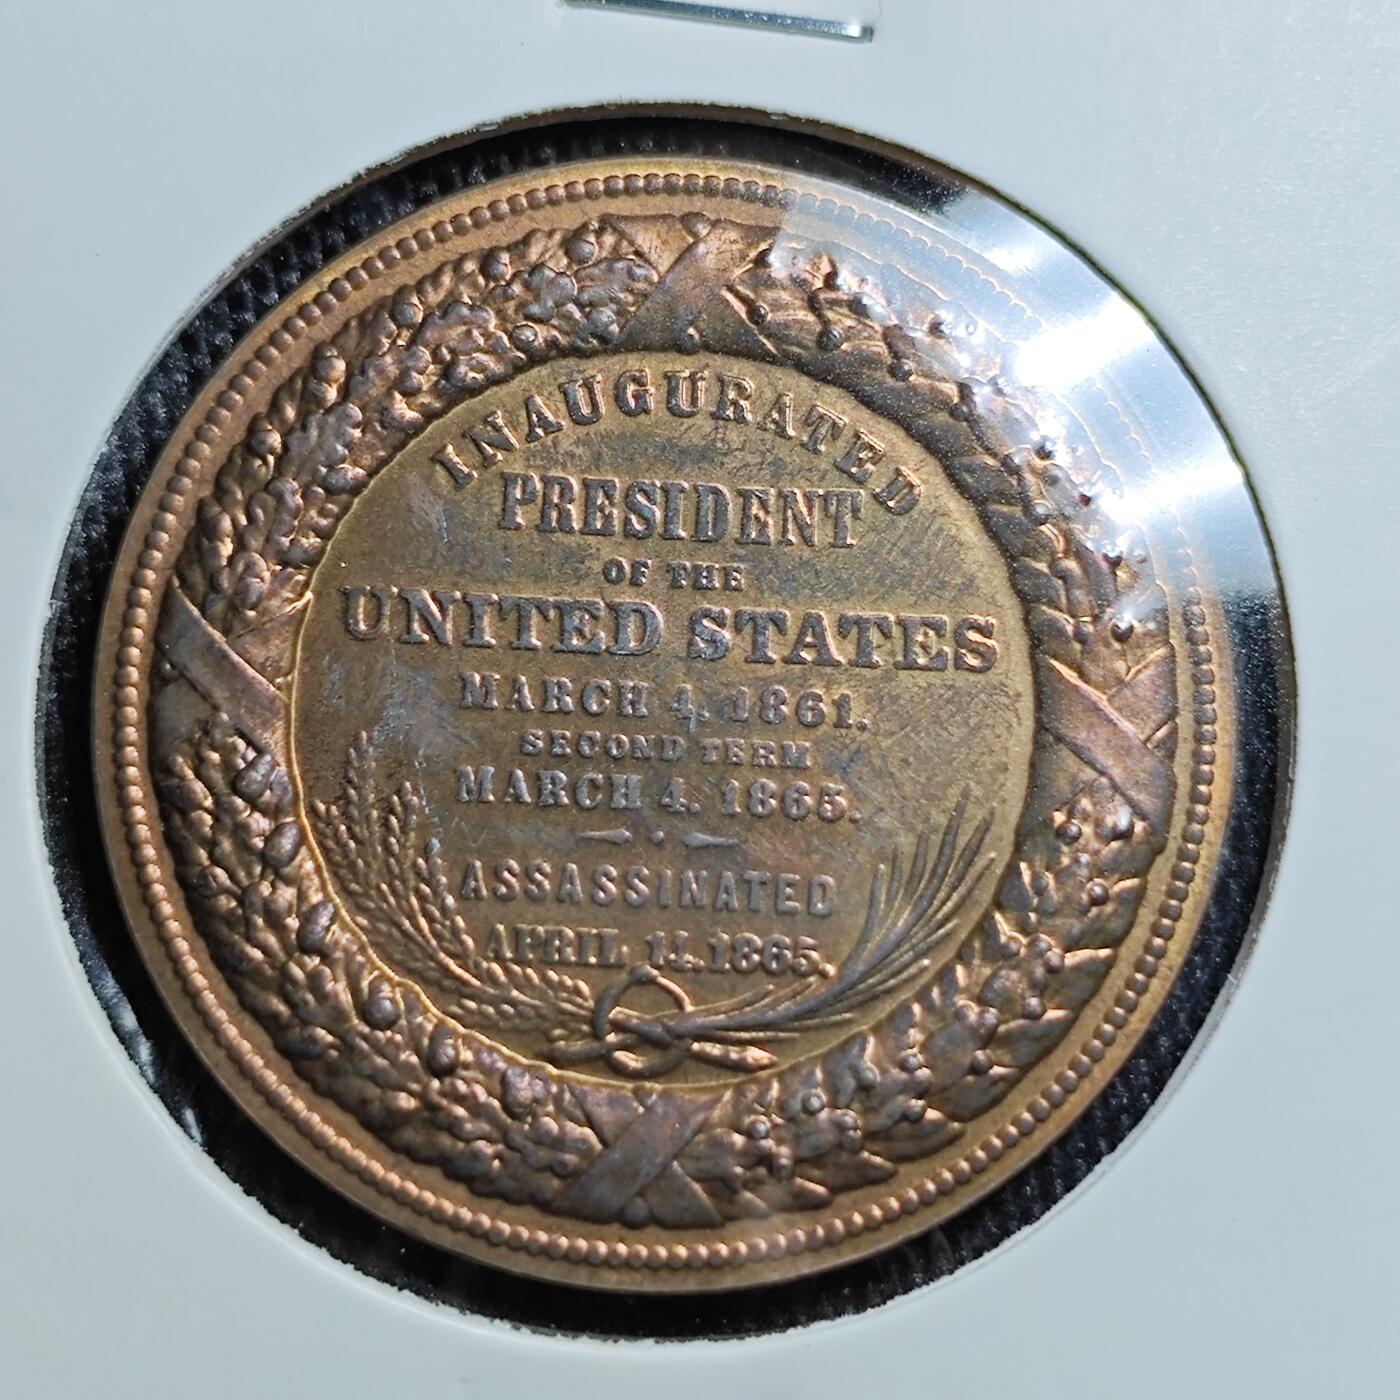 INAUGURATED
PRESIDENT
OF THE
UNITED STATES
MARCH 4. 1861.
SECOND TERM
MARCH 4. 1865.
ASSASSINATED
APRIL 14.1865.